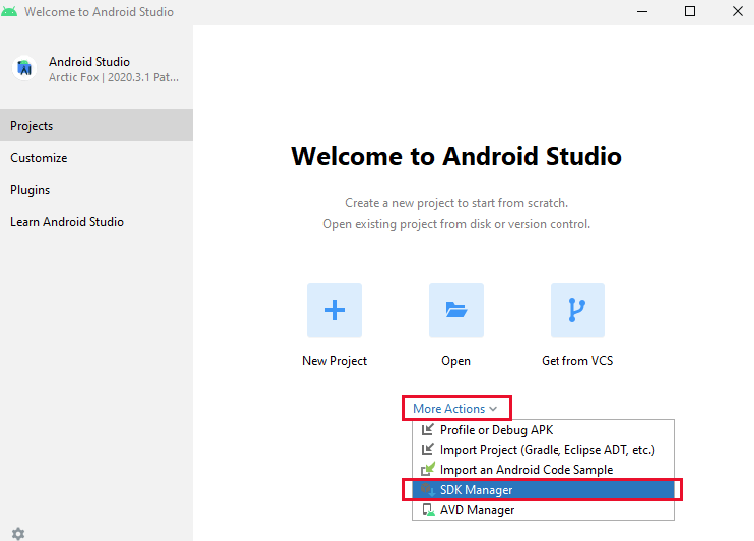 Welcome to Android Studio
Android Studio
Arctic Fox | 2020.3.1 Pat...
Projects
Customize
Plugins
Learn Android Studio
Welcome to Android Studio
Create a new project to start from scratch.
Open existing project from disk or version control.
New Project
Open
Get from VCS
More Actions
Profile or Debug APK
Import Project (Gradle, Eclipse ADT, etc.)
Import an Android Code Sample
SDK Manager
AVD Manager